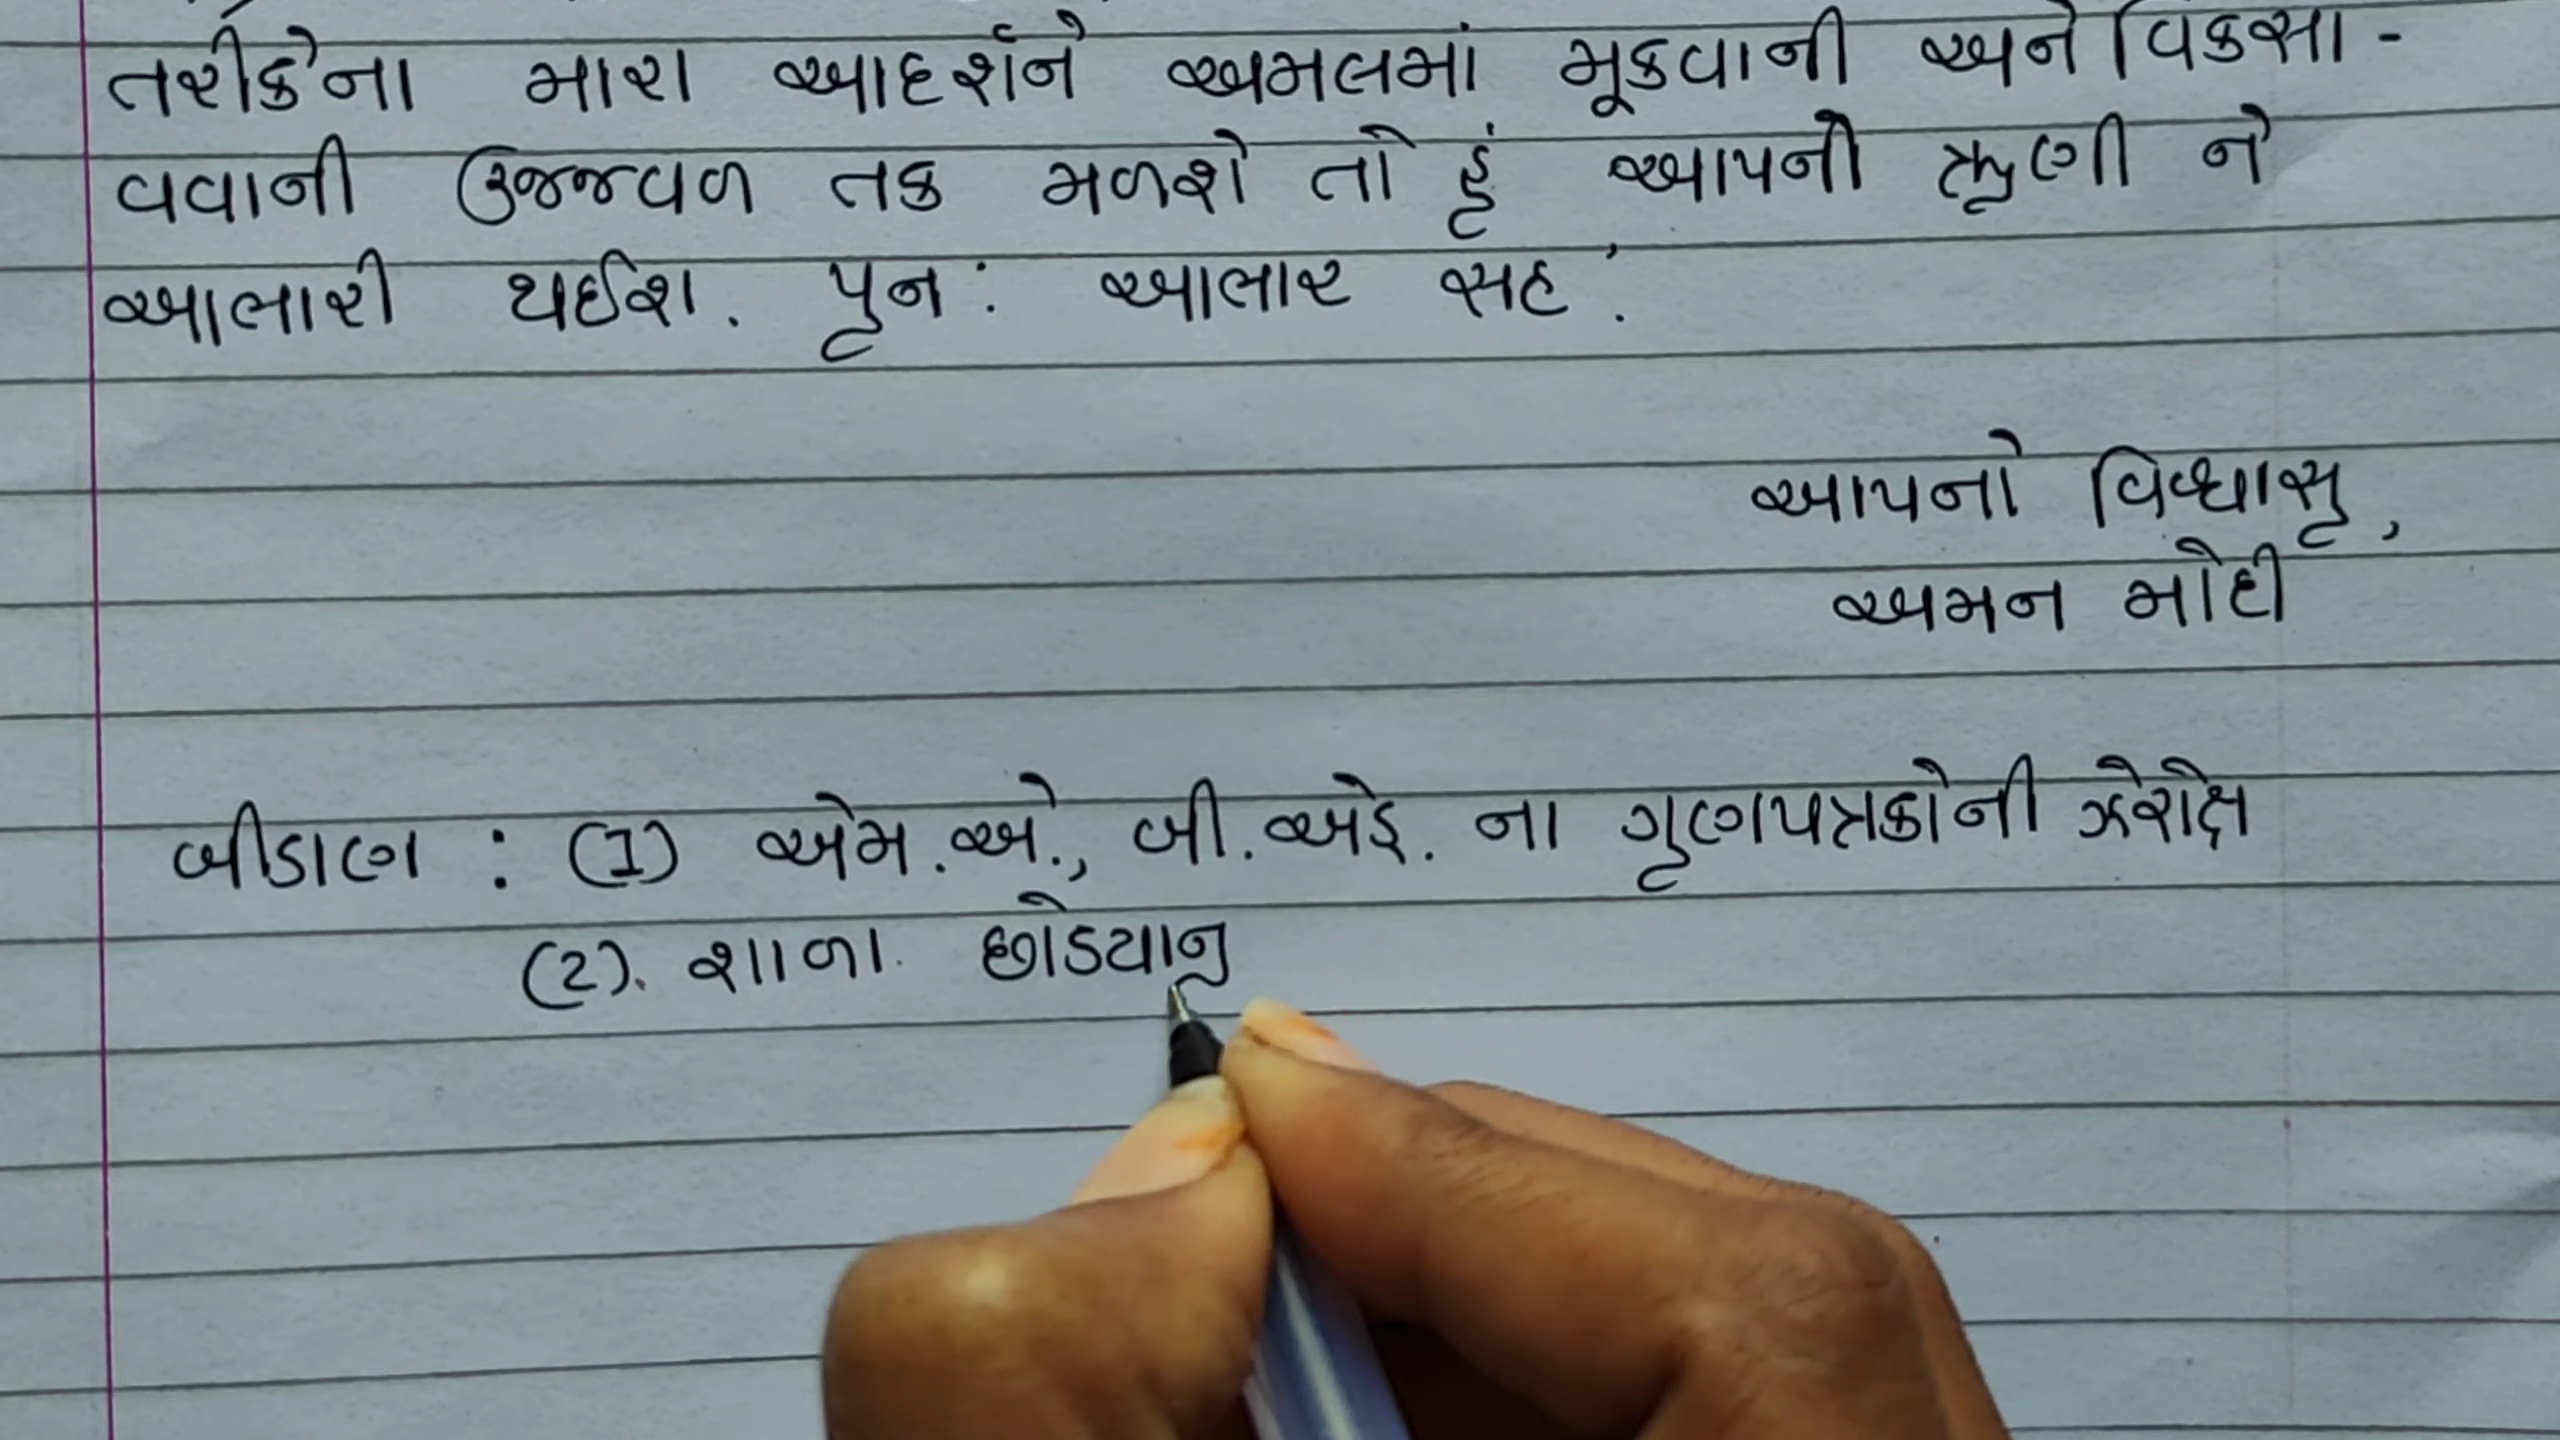 તરીકેના મારા આદર્શને અમલમાં મૂકવાની અને વિકસા -
વવાની ઉજ્જવળ તક મળશે તો હું આપની ઋણી ને
આભારી થઈશ. પુન: આભાર સહ.
આપનો વિશ્વાસુ,
અમન મોદી
બીડાણ : (1) એમ.એ., બી.એડ્. ના ગુણપત્રકોની ઝેરોક્ષ
(2). શાળા છોડયાનુ